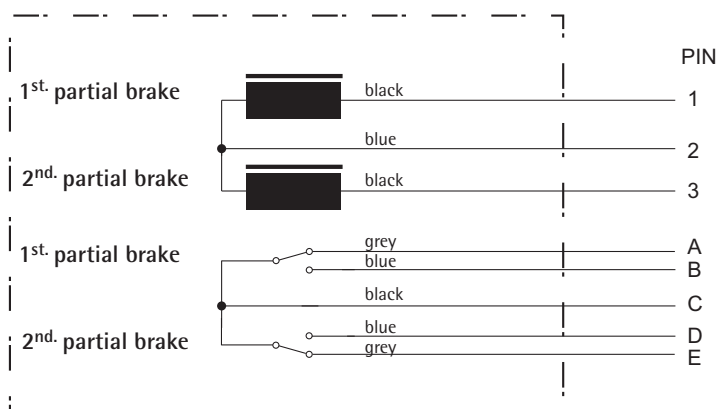 PIN
1st. partial brake
black
1
blue
2
2nd. partial brake
black
3
1st. partial brake
grey
A
blue
B
black
C
2nd. partial brake
blue
D
grey
E